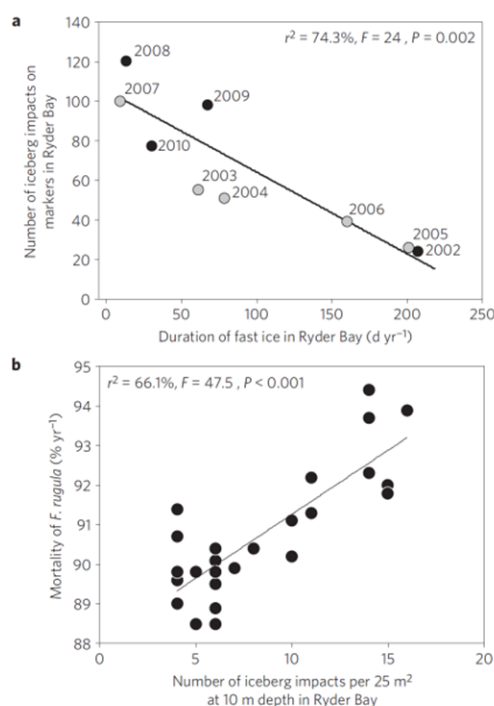 a
r² = 74.3%, F = 24 , P = 0.002
Number of iceberg impacts on
markers in Ryder Bay
140
120
100
80
60
40
20
0
2008
2007
2009
2010
2003
2004
2006
2005
2002
0 50 100 150 200 250
Duration of fast ice in Ryder Bay (d yr⁻¹)
b
r² = 66.1%, F = 47.5 , P < 0.001
Mortality of F. rugula (% yr⁻¹)
95
94
93
92
91
90
89
88
0 5 10 15 20
Number of iceberg impacts per 25 m²
at 10 m depth in Ryder Bay